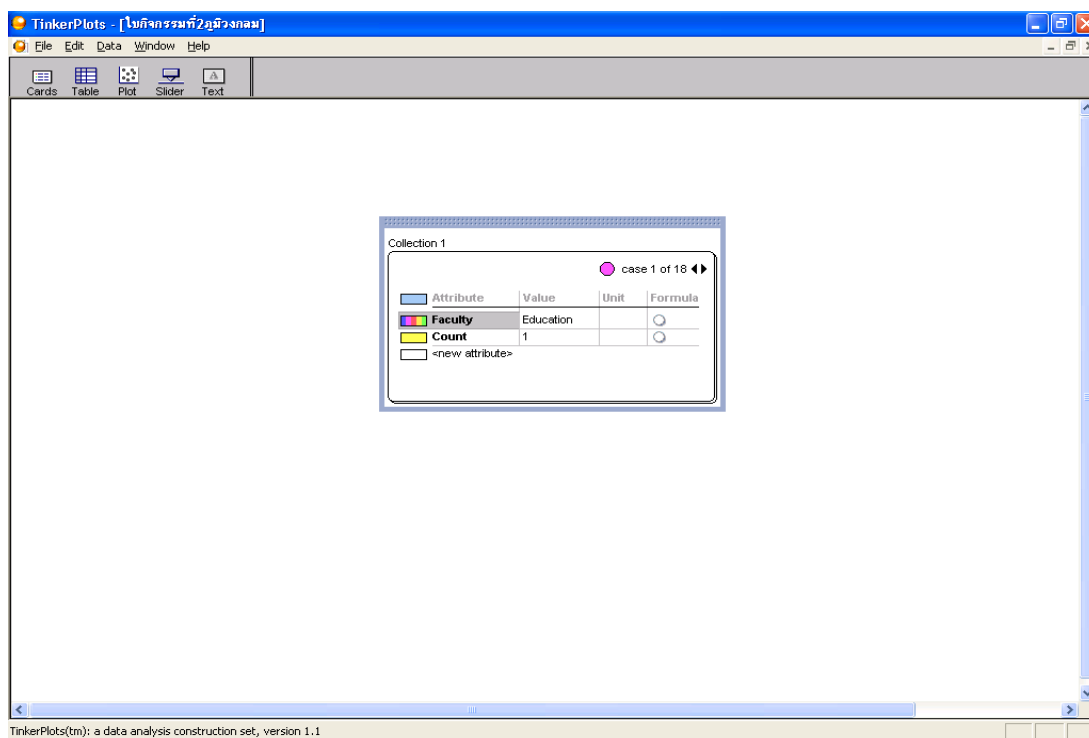 TinkerPlots - [ใบกิจกรรมที่2ภูมิวงกลม]
File Edit Data Window Help
Cards Table Plot Slider Text
Collection 1
case 1 of 18
Attribute Value Unit Formula
Faculty Education
Count 1
<new attribute>
TinkerPlots(tm): a data analysis construction set, version 1.1